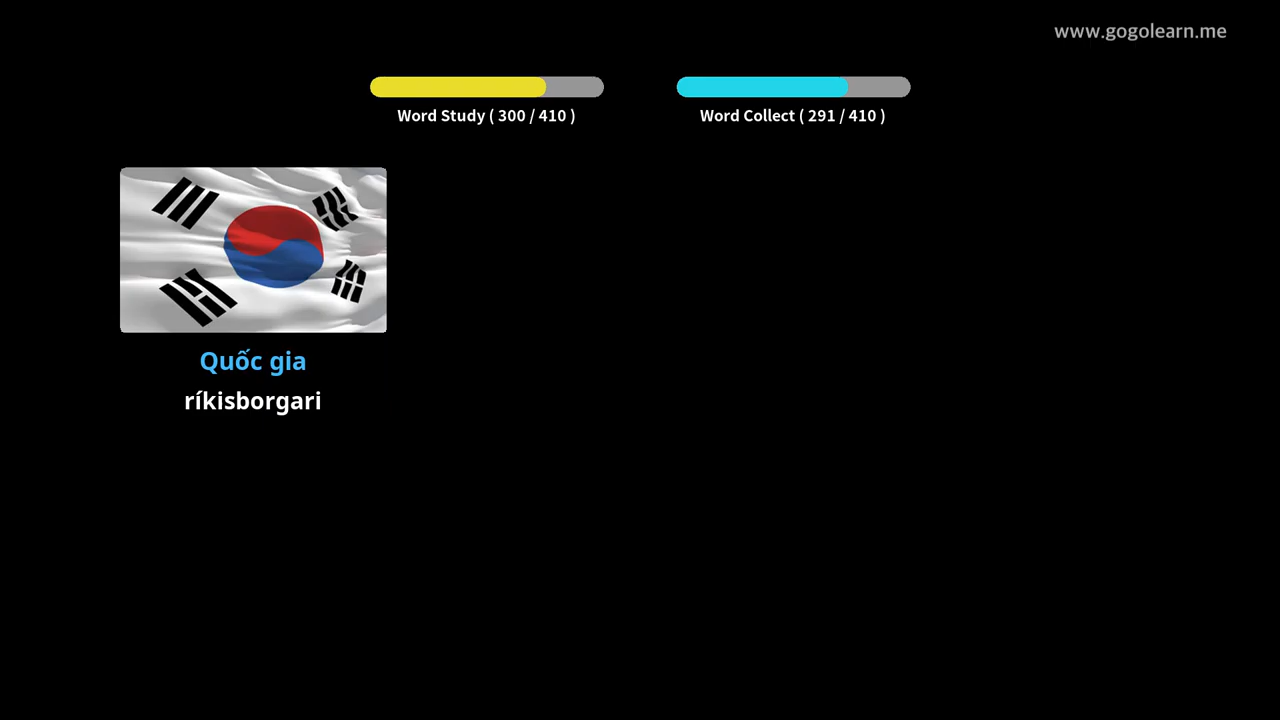 www.gogolearn.me
Word Study ( 300 / 410 )
Word Collect ( 291 / 410 )
Quốc gia
ríkisborgari